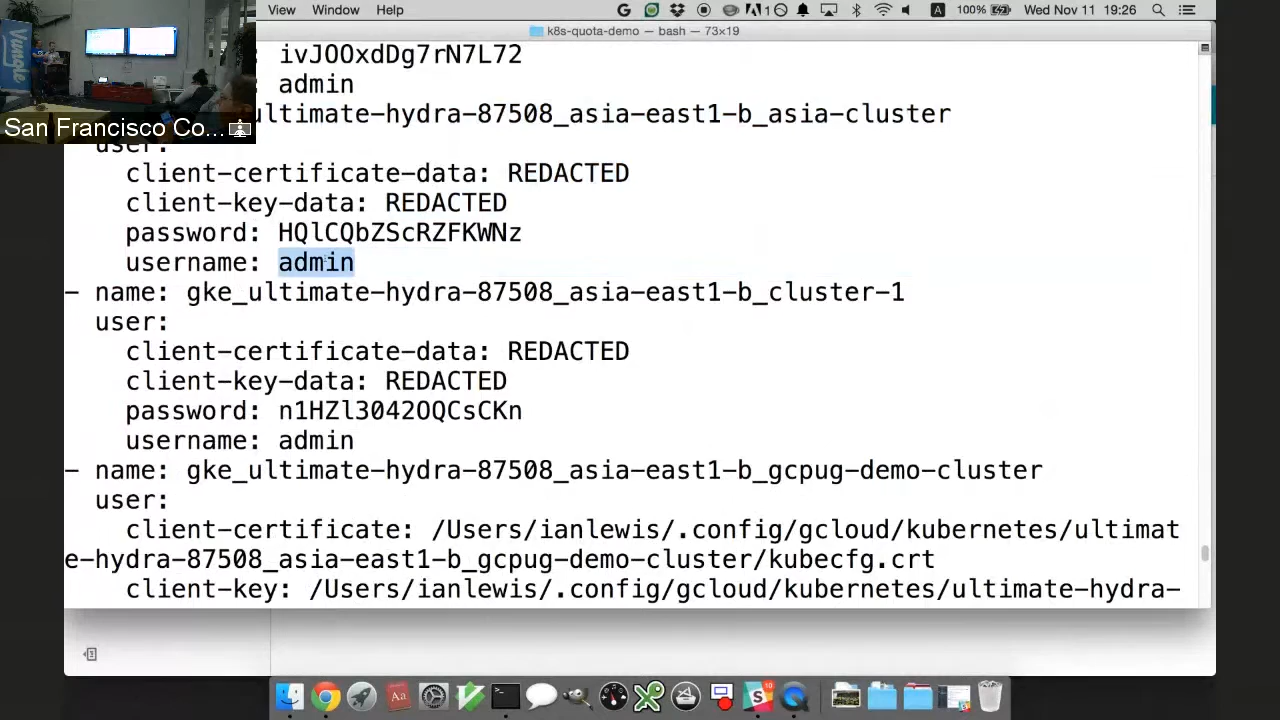 View Window Help
1
100%
A
Wed Nov 11 19:26
k8s-quota-demo — bash — 73×19
Vungle
San Francisco Co...
ivJOOxdDg7rN7L72
admin
ultimate-hydra-87508_asia-east1-b_asia-cluster
user:
client-certificate-data: REDACTED
client-key-data: REDACTED
password: HQlCQbZScRZFKWNz
username: admin
- name: gke_ultimate-hydra-87508_asia-east1-b_cluster-1
user:
client-certificate-data: REDACTED
client-key-data: REDACTED
password: n1HZl3042OQCsCKn
username: admin
- name: gke_ultimate-hydra-87508_asia-east1-b_gcpug-demo-cluster
user:
client-certificate: /Users/ianlewis/.config/gcloud/kubernetes/ultimat
e-hydra-87508_asia-east1-b_gcpug-demo-cluster/kubecfg.crt
client-key: /Users/ianlewis/.config/gcloud/kubernetes/ultimate-hydra-